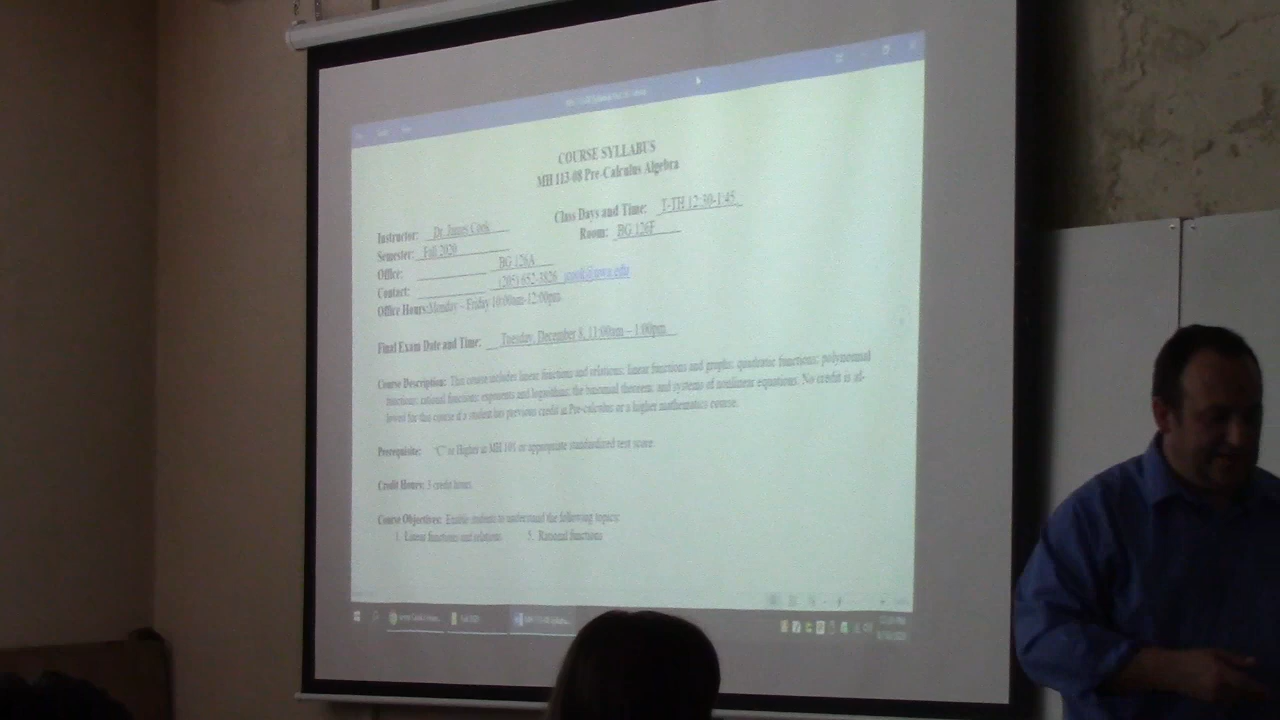 COURSE SYLLABUS
MH 113-08 Pre-Calculus Algebra
Class Days and Time: T-TH 12:30-1:45
Instructor: Dr. James Cook Room: BG 126F
Semester: Fall 2020
Office: BG 126A
Contact: (205) 652-3826 jcook@uwa.edu
Office Hours:Monday – Friday 10:00am-12:00pm
Final Exam Date and Time: Tuesday, December 8, 11:00am – 1:00pm
Course Description: This course includes linear functions and relations; linear functions and graphs; quadratic functions; polynomial
functions; rational functions; exponents and logarithms; the binomial theorem; and systems of nonlinear equations. No credit is al-
lowed for this course if a student has previous credit in Pre-calculus or a higher mathematics course.
Prerequisite: "C" or Higher in MH 101 or appropriate standardized test score.
Credit Hours: 3 credit hours
Course Objectives: Enable students to understand the following topics:
1. Linear functions and relations 5. Rational functions